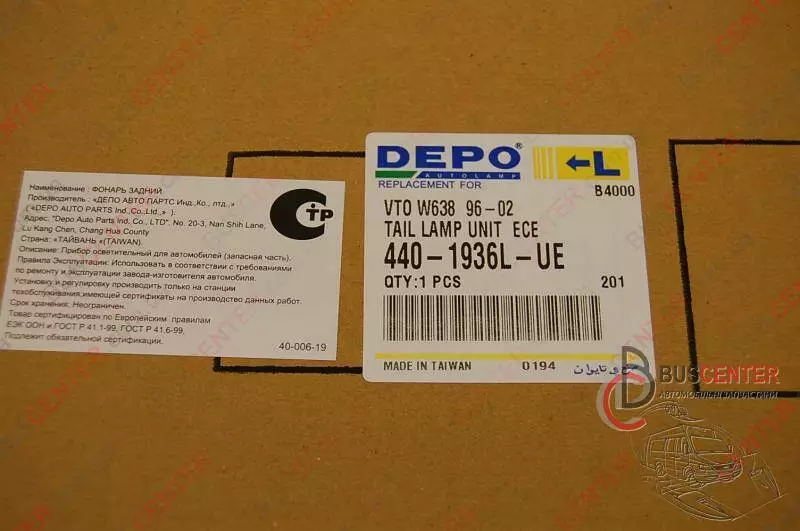 Наименование : ФОНАРЬ ЗАДНИЙ
Производитель : «ДЕПО АВТО ПАРТС Инд.,Ко., лтд.,»
( «DEPO AUTO PARTS Ind.,Co.,Ltd.,» ).
Адрес: "Depo Auto Parts Ind. Co., LTD", No. 20-3, Nan Shih Lane,
Lu Kang Chen, Chang Hua County
Страна: «ТАЙВАНЬ «(TAIWAN).
Описание: Прибор осветительный для автомобилей (запасная часть).
Правила Эксплуатации: Использовать в соответствии с требованиями
по ремонту и эксплуатации завода-изготовителя автомобиля.
Установку и регулировку производить только на станции
техобслуживания,имеющей сертификаты на производство данных работ.
Срок хранения: Неограничен.
Товар сертифицирован по Европейским правилам
ЕЭК ООН и ГОСТ Р 41.1-99, ГОСТ Р 41.6-99,
Подлежит обязательной сертификации.
40-006-19
СТР
DEPO®
AUTOLAMP
REPLACEMENT FOR
←L
B4000
VTO W638 96-02
TAIL LAMP UNIT ECE
440-1936L-UE
QTY:1 PCS
201
MADE IN TAIWAN
0194
BUSCENTER
АВТОМОБІЛЬНІ ЗАПЧАСТИНИ
CENTER